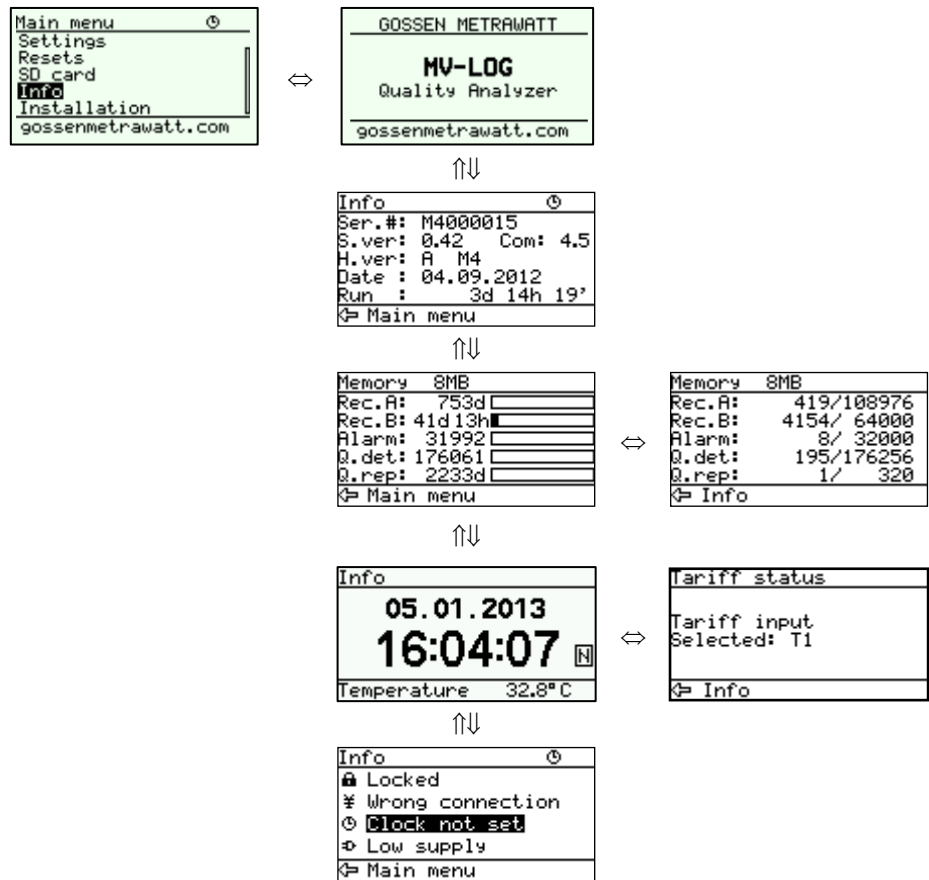 Main menu
Settings
Resets
SD card
Info
Installation
gossenmetrawatt.com
⇔
GOSSEN METRAWATT
MV-LOG
Quality Analyzer
gossenmetrawatt.com
⇑⇓
Info
Ser.#: M4000015
S.ver: 0.42 Com: 4.5
H.ver: A M4
Date : 04.09.2012
Run : 3d 14h 19'
Main menu
⇑⇓
Memory 8MB
Rec.A: 753d
Rec.B: 41d 13h
Alarm: 31992
Q.det: 176061
Q.rep: 2233d
Main menu
⇔
Memory 8MB
Rec.A: 419/108976
Rec.B: 4154/ 64000
Alarm: 8/ 32000
Q.det: 195/176256
Q.rep: 1/ 320
Info
⇑⇓
Info
05.01.2013
16:04:07 N
Temperature 32.8°C
⇔
Tariff status
Tariff input
Selected: T1
Info
⇑⇓
Info
Locked
¥ Wrong connection
Clock not set
Low supply
Main menu